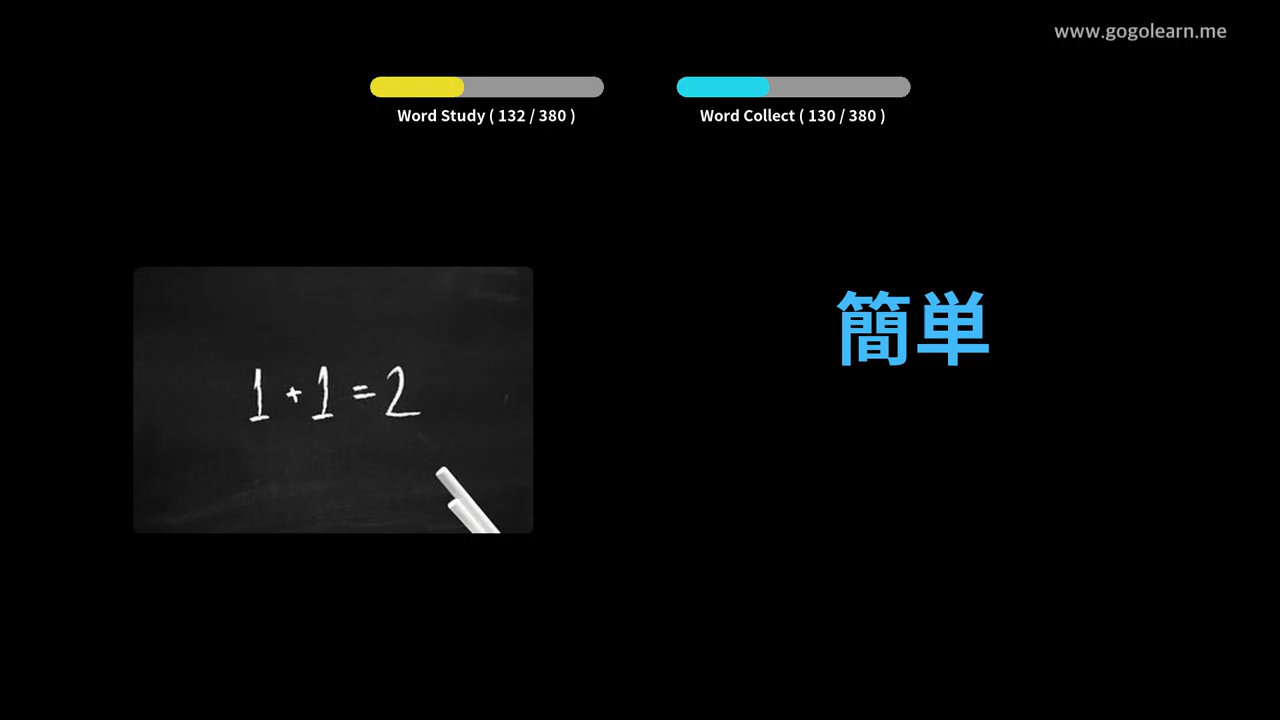 www.gogolearn.me
Word Study ( 132 / 380 )
Word Collect ( 130 / 380 )
簡単
1 + 1 = 2